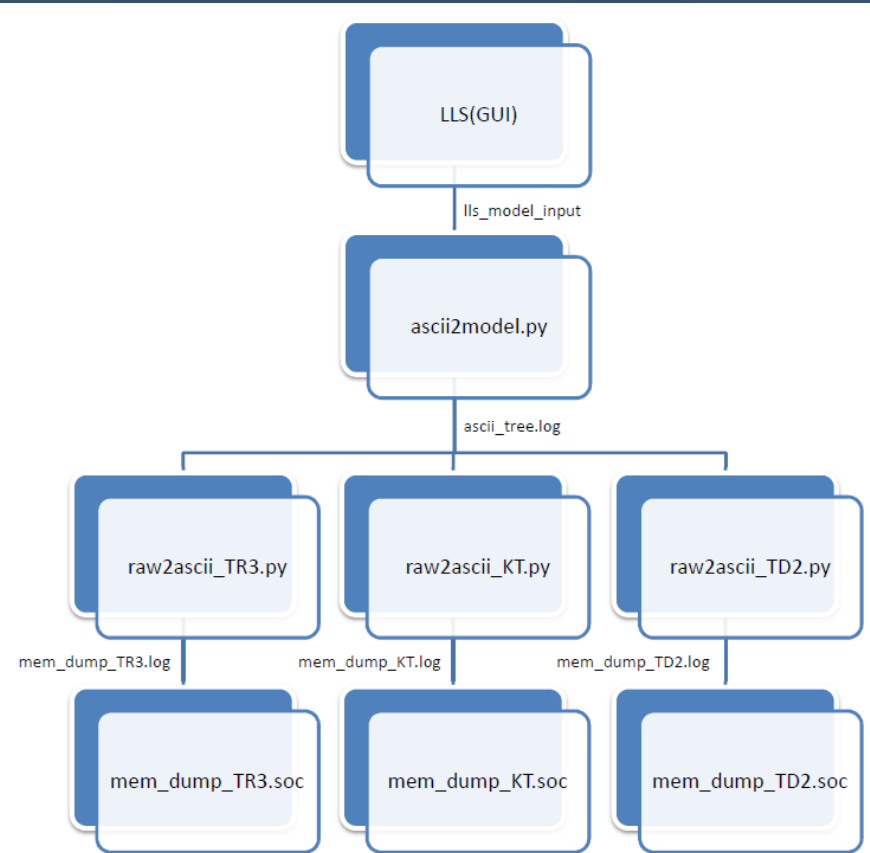 LLS(GUI)
lls_model_input
ascii2model.py
ascii_tree.log
raw2ascii_TR3.py
raw2ascii_KT.py
raw2ascii_TD2.py
mem_dump_TR3.log
mem_dump_KT.log
mem_dump_TD2.log
mem_dump_TR3.soc
mem_dump_KT.soc
mem_dump_TD2.soc